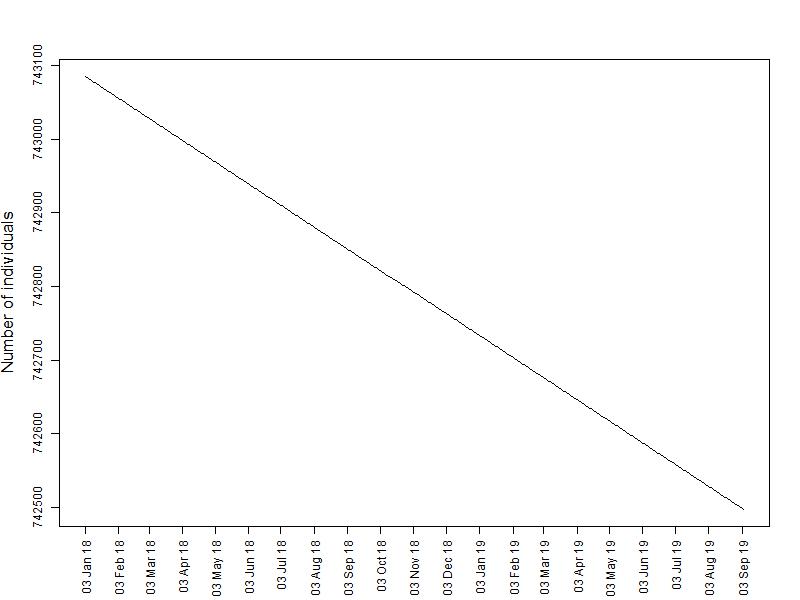 Number of individuals
743100
743000
742900
742800
742700
742600
742500
03 Jan 18
03 Feb 18
03 Mar 18
03 Apr 18
03 May 18
03 Jun 18
03 Jul 18
03 Aug 18
03 Sep 18
03 Oct 18
03 Nov 18
03 Dec 18
03 Jan 19
03 Feb 19
03 Mar 19
03 Apr 19
03 May 19
03 Jun 19
03 Jul 19
03 Aug 19
03 Sep 19